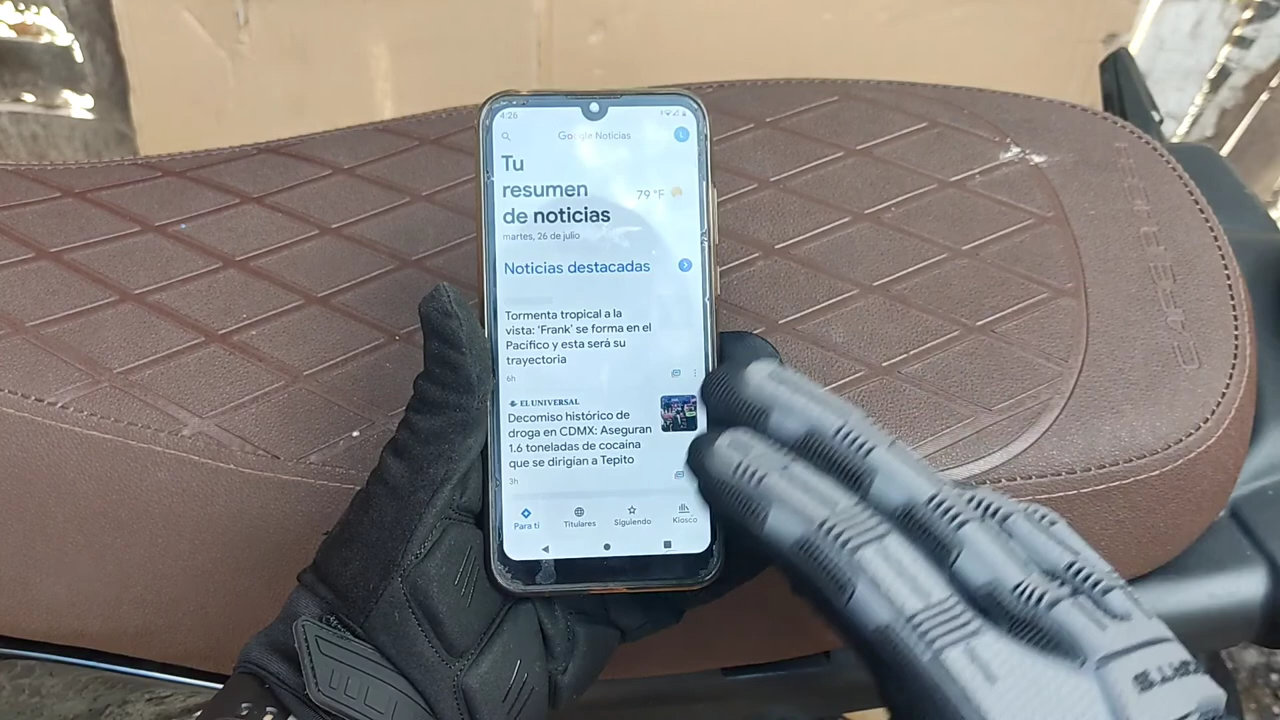 4:26
Google Noticias
L
Tu
resumen
de noticias
79 °F
martes, 26 de julio
Noticias destacadas
Tormenta tropical a la
vista: 'Frank' se forma en el
Pacífico y esta será su
trayectoria
6h
EL UNIVERSAL
Decomiso histórico de
droga en CDMX: Aseguran
1.6 toneladas de cocaína
que se dirigían a Tepito
3h
Para ti
Titulares
Siguiendo
Kiosco